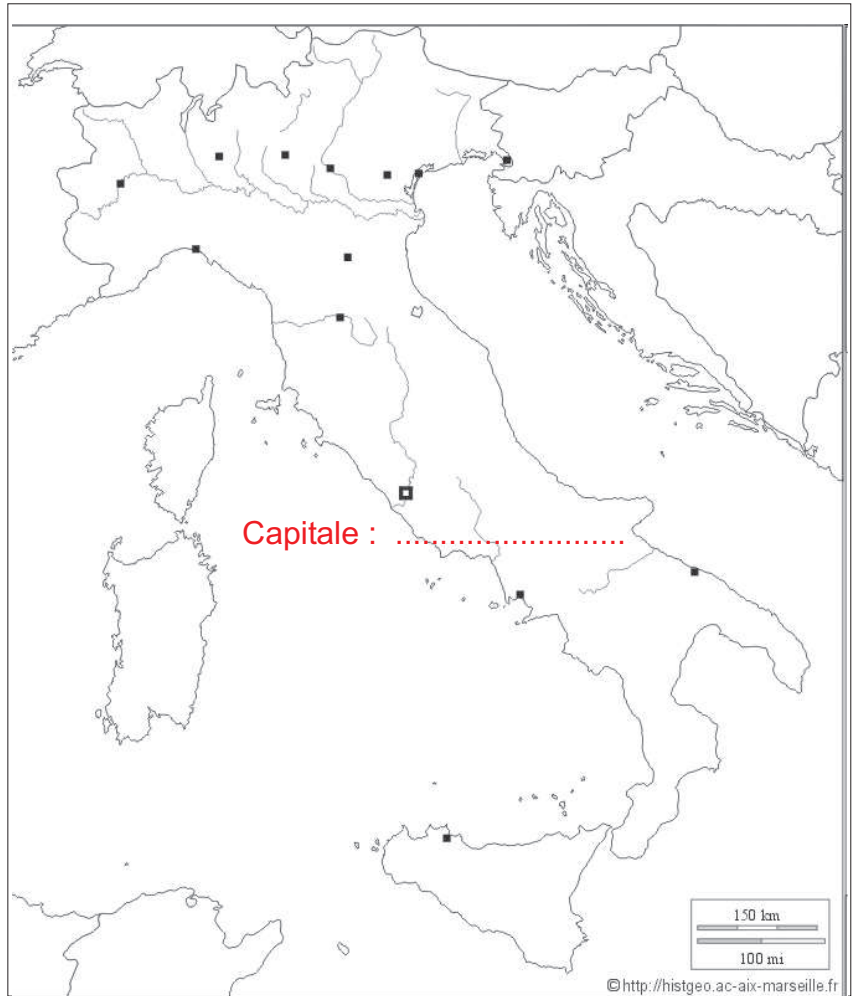 Capitale : ..........................
150 km
100 mi
©http://histgeo.ac-aix-marseille.fr